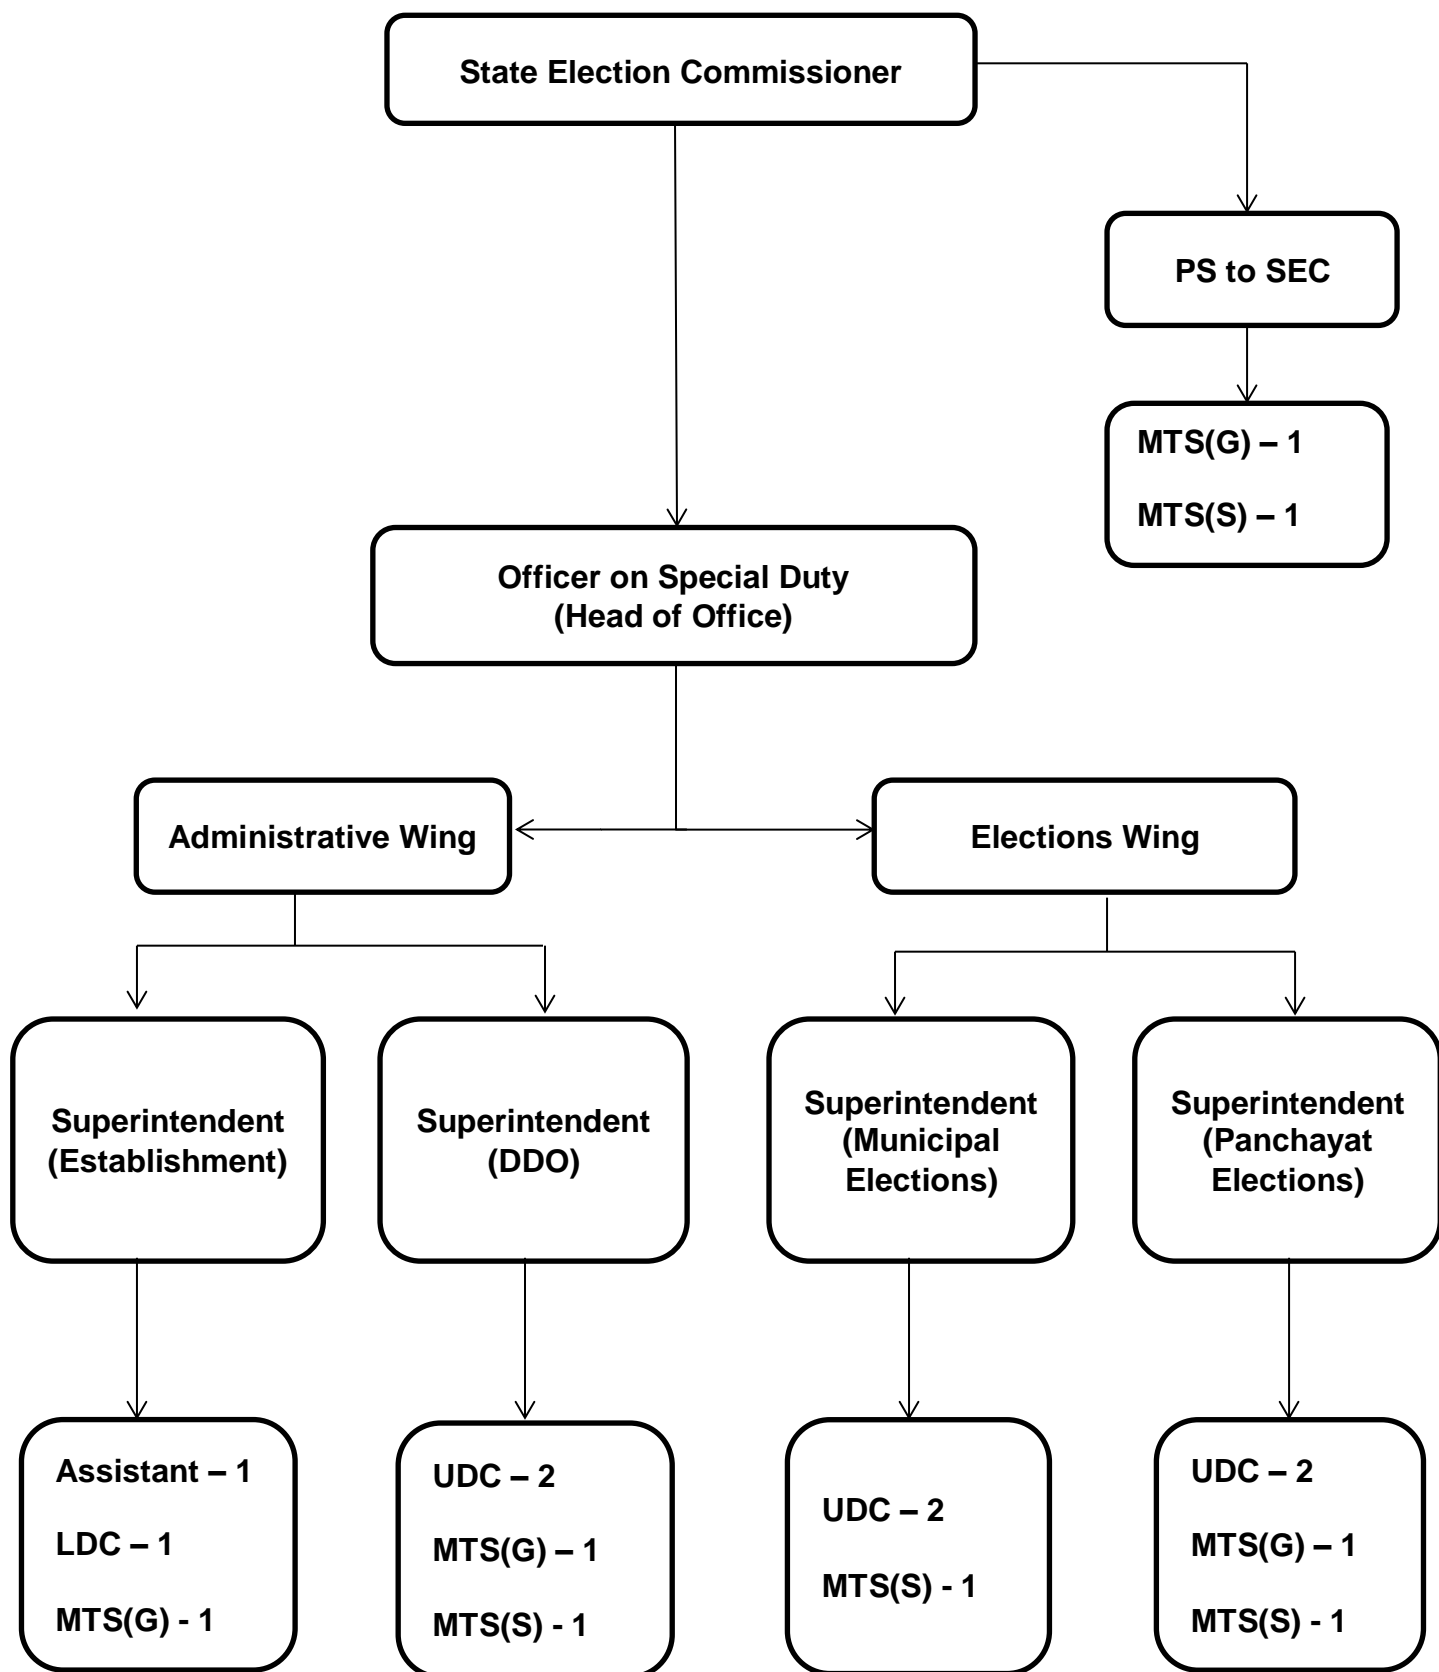 State Election Commissioner
PS to SEC
MTS(G) – 1
MTS(S) – 1
Officer on Special Duty
(Head of Office)
Administrative Wing
Elections Wing
Superintendent
(Establishment)
Superintendent
(DDO)
Superintendent
(Municipal
Elections)
Superintendent
(Panchayat
Elections)
Assistant – 1
LDC – 1
MTS(G) - 1
UDC – 2
MTS(G) – 1
MTS(S) - 1
UDC – 2
MTS(S) - 1
UDC – 2
MTS(G) – 1
MTS(S) - 1